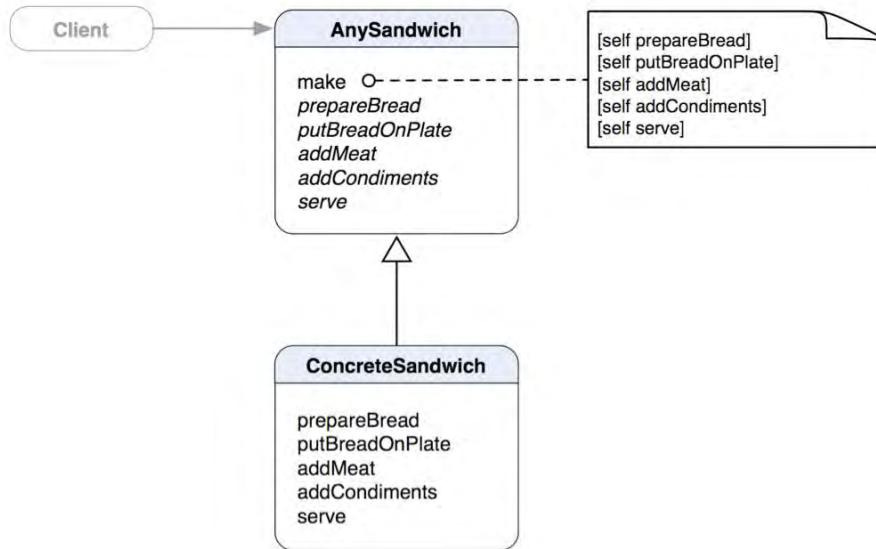 Client
AnySandwich
make
prepareBread
putBreadOnPlate
addMeat
addCondiments
serve
[self prepareBread]
[self putBreadOnPlate]
[self addMeat]
[self addCondiments]
[self serve]
ConcreteSandwich
prepareBread
putBreadOnPlate
addMeat
addCondiments
serve